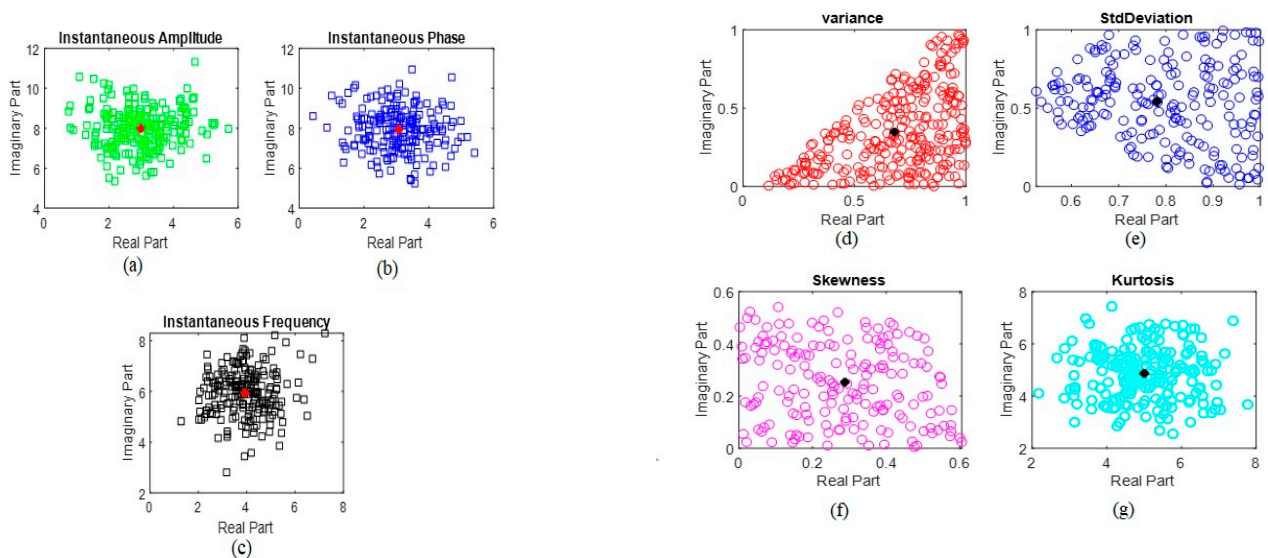 Instantaneous Amplitude
12
10
8
6
4
0 2 4 6
Imaginary Part
Real Part
(a)
Instantaneous Phase
12
10
8
6
4
0 2 4 6
Imaginary Part
Real Part
(b)
Instantaneous Frequency
8
6
4
2
0 2 4 6 8
Imaginary Part
Real Part
(c)
variance
1
0.5
0
0.5 1
Imaginary Part
Real Part
(d)
StdDeviation
1
0.5
0
0.6 0.7 0.8 0.9 1
Imaginary Part
Real Part
(e)
Skewness
0.6
0.4
0.2
0
0 0.2 0.4 0.6
Imaginary Part
Real Part
(f)
Kurtosis
8
6
4
2
2 4 6 8
Imaginary Part
Real Part
(g)